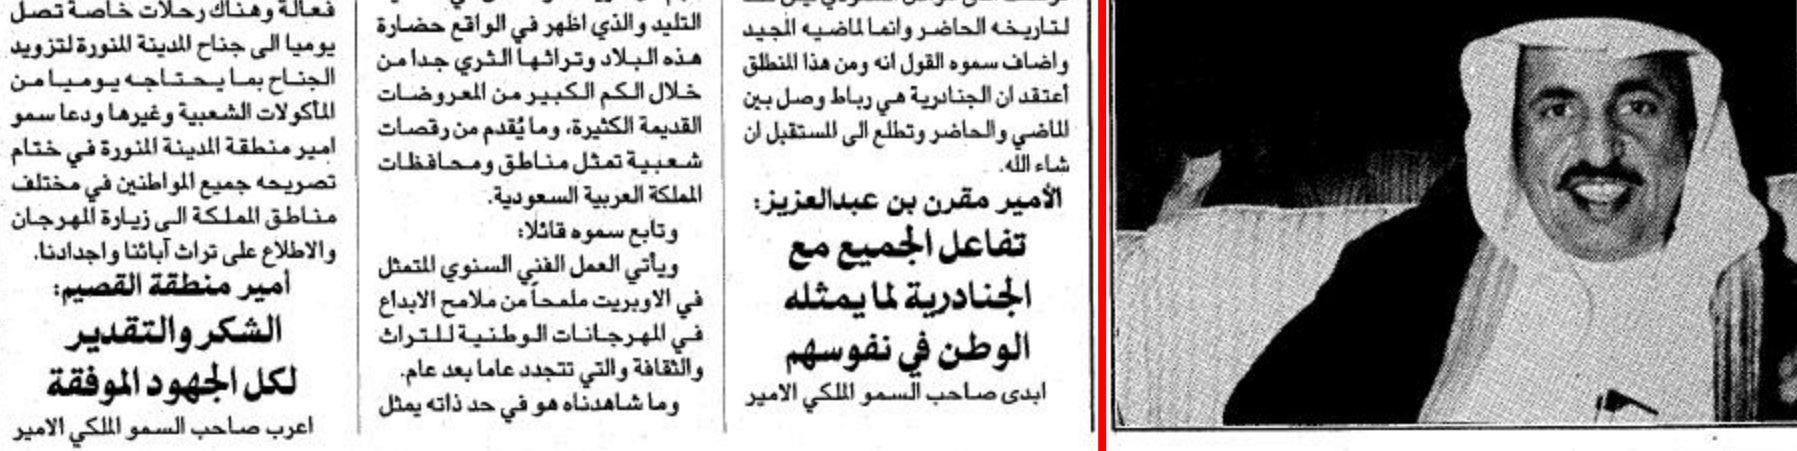 لتاريخه الحاضر وانما لماضيه المجيد
واضاف سموه القول انه ومن هذا المنطلق
أعتقد ان الجنادرية هي رباط وصل بين
الماضي والحاضر وتطلع الى المستقبل ان
شاء الله.
الأمير مقرن بن عبدالعزيز:
تفاعل الجميع مع
الجنادرية لما يمثله
الوطن في نفوسهم
ابدى صاحب السمو الملكي الامير
التليد والذي اظهر في الواقع حضارة
هذه البلاد وتراثها الثري جدا من
خلال الكم الكبير من المعروضات
القديمة الكثيرة، وما يُقدم من رقصات
شعبية تمثل مناطق ومحافظات
المملكة العربية السعودية.
وتابع سموه قائلا:
ويأتي العمل الفني السنوي المتمثل
في الاوبريت ملمحاً من ملامح الابداع
في المهرجانات الوطنية للتراث
والثقافة والتي تتجدد عاما بعد عام.
وما شاهدناه هو في حد ذاته يمثل
فعالة وهناك رحلات خاصة تصل
يوميا الى جناح المدينة المنورة لتزويد
الجناح بما يحتاجه يوميا من
المأكولات الشعبية وغيرها ودعا سمو
امير منطقة المدينة المنورة في ختام
تصريحه جميع المواطنين في مختلف
مناطق المملكة الى زيارة المهرجان
والاطلاع على تراث آبائنا واجدادنا.
أمير منطقة القصيم:
الشكر والتقدير
لكل الجهود الموفقة
اعرب صاحب السمو الملكي الامير